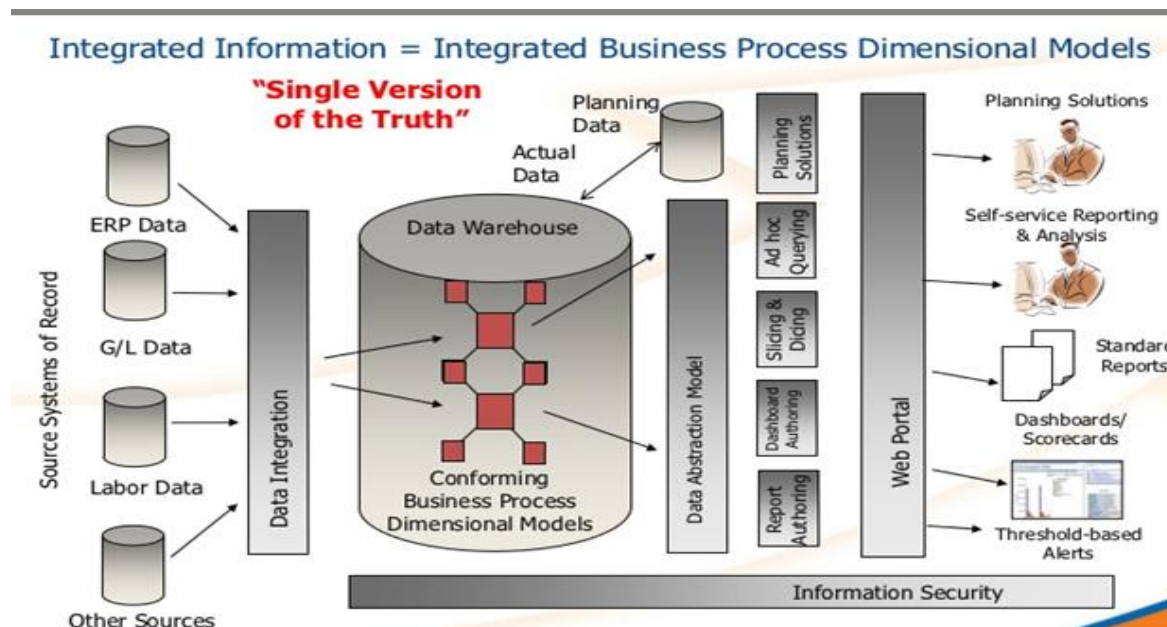 Integrated Information = Integrated Business Process Dimensional Models
"Single Version
of the Truth"
Planning
Data
Actual
Data
Source Systems of Record
ERP Data
G/L Data
Labor Data
Other Sources
Data Integration
Data Warehouse
Conforming
Business Process
Dimensional Models
Data Abstraction Model
Planning
Solutions
Ad hoc
Querying
Sliding &
Diding
Dashboard
Authoring
Report
Authoring
Web Portal
Planning Solutions
Self-service Reporting
& Analysis
Standard
Reports
Dashboards/
Scorecards
Threshold-based
Alerts
Information Security